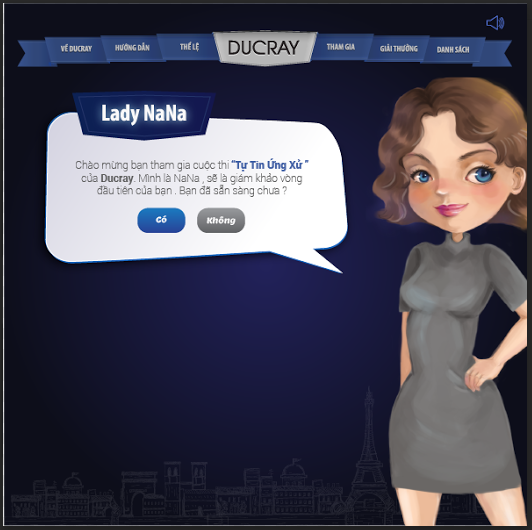 VỀ DUCRAY
HƯỚNG DẪN
THỂ LỆ
DUCRAY
THAM GIA
GIẢI THƯỞNG
DANH SÁCH
Lady NaNa
Chào mừng bạn tham gia cuộc thi “Tự Tin Ứng Xử ”
của Ducray. Mình là NaNa , sẽ là giám khảo vòng
đầu tiên của bạn . Bạn đã sẵn sàng chưa ?
Có
Không